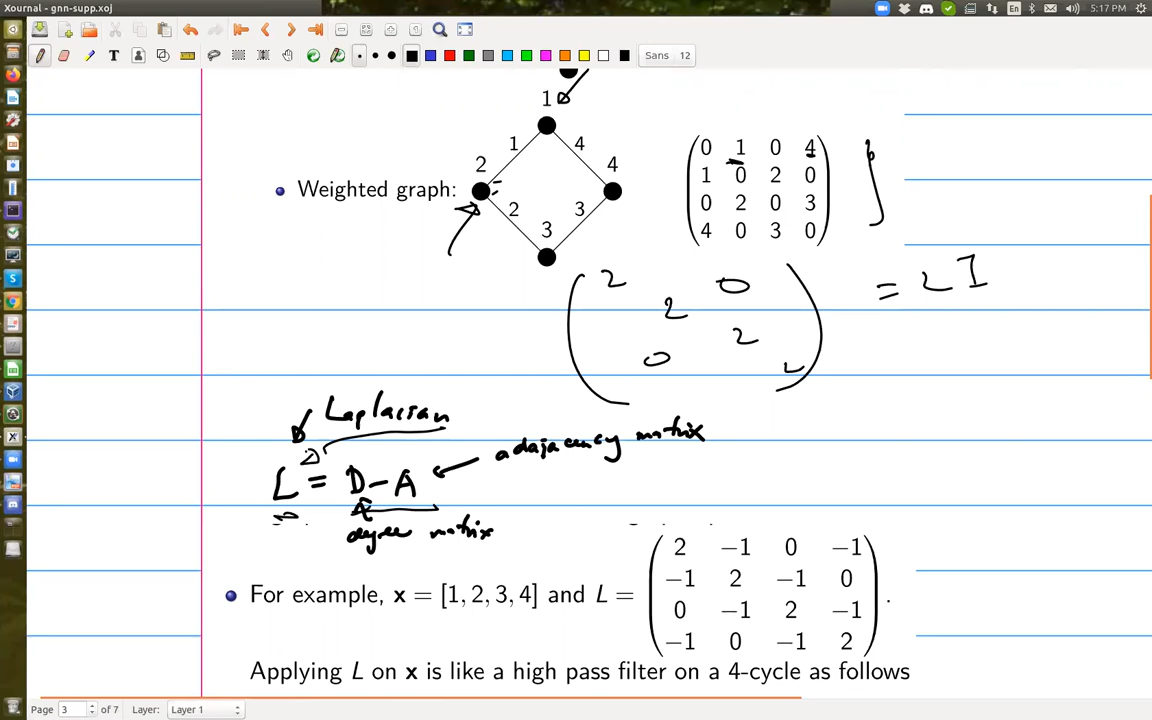 Xournal - gnn-supp.xoj
En
5:17 PM
Sans 12
1
1 4
2 4
Weighted graph:
2 3
3
0 1 0 4
1 0 2 0
0 2 0 3
4 0 3 0
2 0
2
0 2
2
= 2I
Laplacian
adajacency matrix
L = D-A
degree matrix
For example, x = [1, 2, 3, 4] and L =
2 −1 0 −1
−1 2 −1 0
0 −1 2 −1
−1 0 −1 2
.
Applying L on x is like a high pass filter on a 4-cycle as follows
Page 3 of 7 Layer: Layer 1